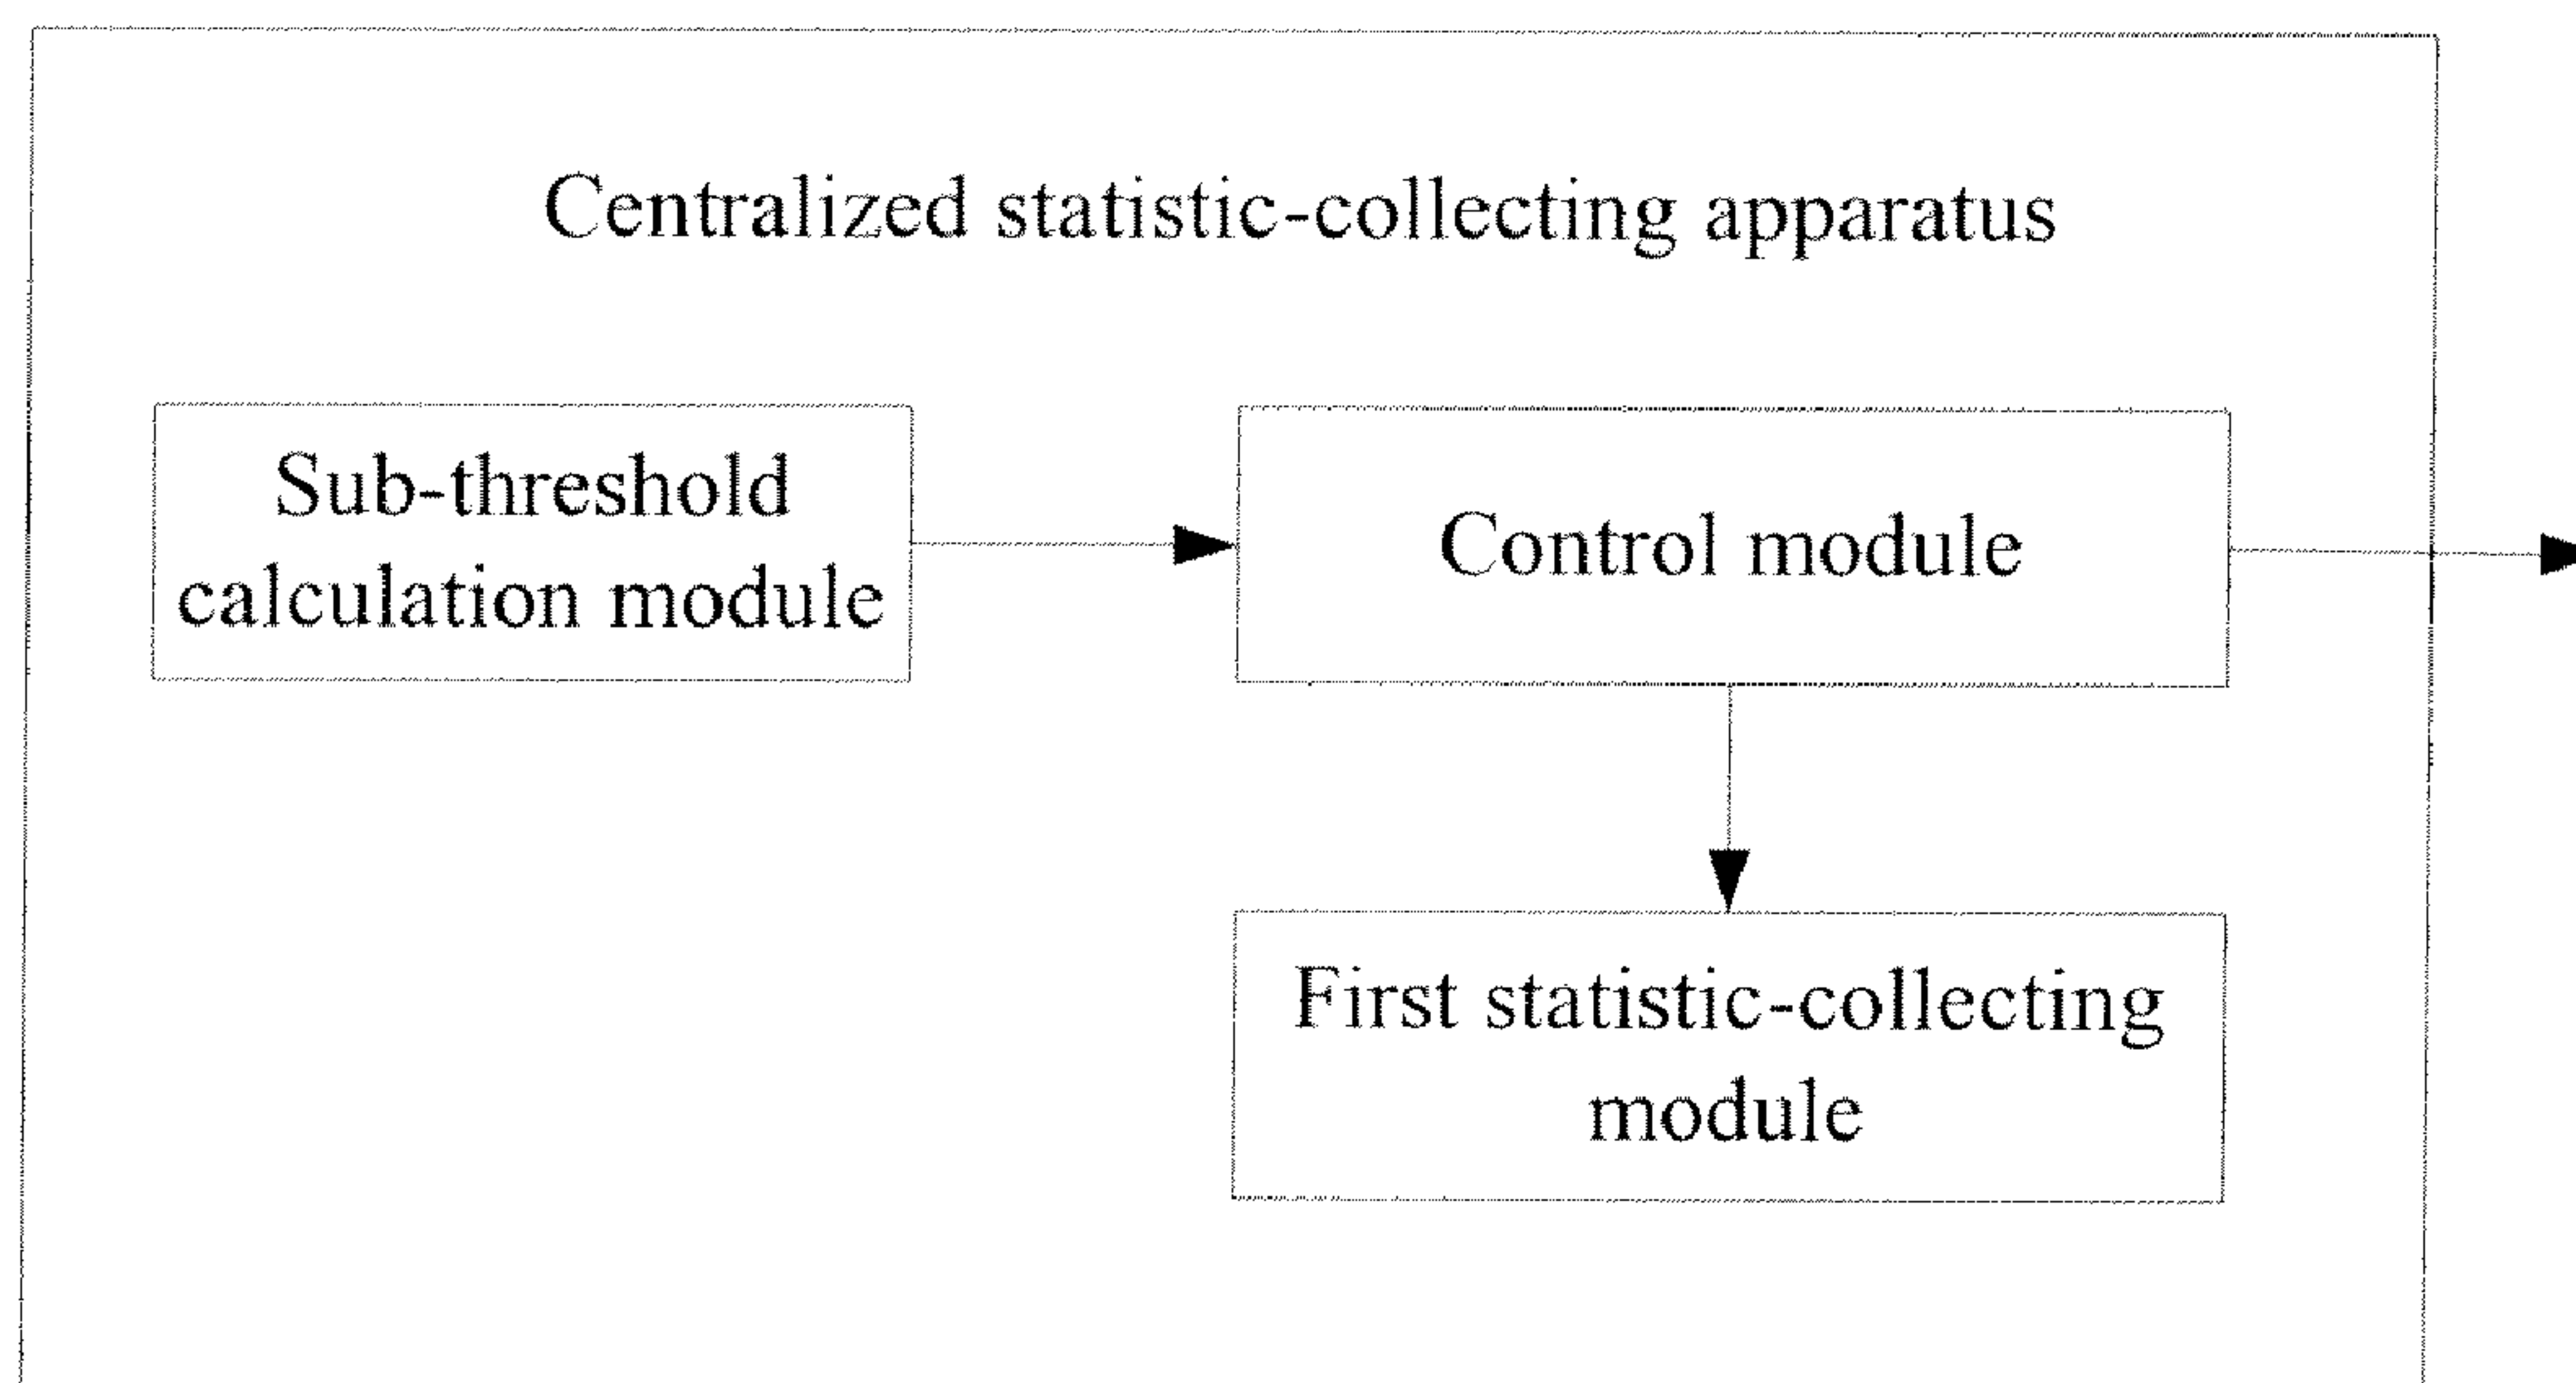 Centralized statistic-collecting apparatus
Sub-threshold
calculation module
Control module
First statistic-collecting
module